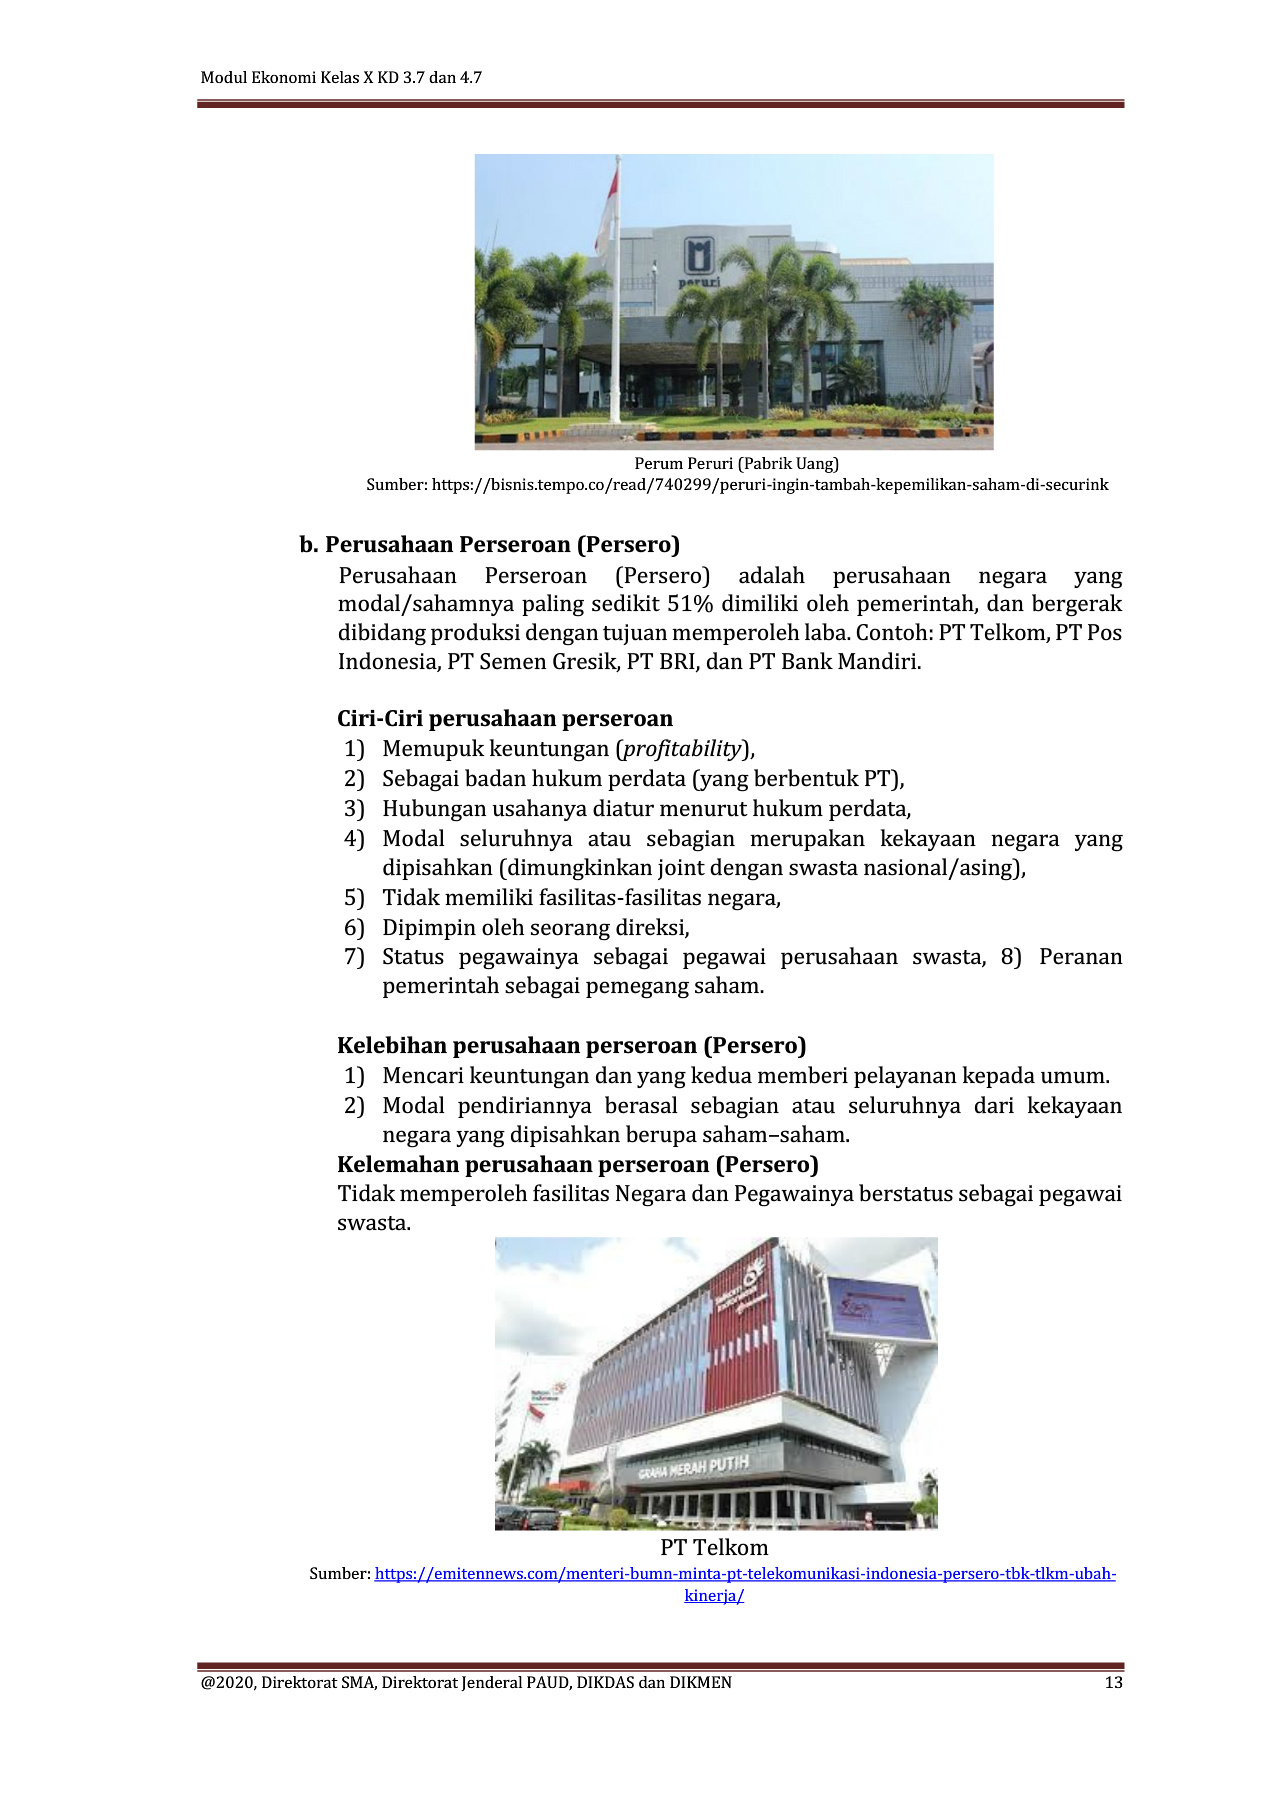 Modul Ekonomi Kelas X KD 3.7 dan 4.7
peruri
Perum Peruri (Pabrik Uang)
Sumber: https://bisnis.tempo.co/read/740299/peruri-ingin-tambah-kepemilikan-saham-di-securink
b. Perusahaan Perseroan (Persero)
Perusahaan Perseroan (Persero) adalah perusahaan negara yang
modal/sahamnya paling sedikit 51% dimiliki oleh pemerintah, dan bergerak
dibidang produksi dengan tujuan memperoleh laba. Contoh: PT Telkom, PT Pos
Indonesia, PT Semen Gresik, PT BRI, dan PT Bank Mandiri.
Ciri-Ciri perusahaan perseroan
1) Memupuk keuntungan (profitability),
2) Sebagai badan hukum perdata (yang berbentuk PT),
3) Hubungan usahanya diatur menurut hukum perdata,
4) Modal seluruhnya atau sebagian merupakan kekayaan negara yang
dipisahkan (dimungkinkan joint dengan swasta nasional/asing),
5) Tidak memiliki fasilitas-fasilitas negara,
6) Dipimpin oleh seorang direksi,
7) Status pegawainya sebagai pegawai perusahaan swasta, 8) Peranan
pemerintah sebagai pemegang saham.
Kelebihan perusahaan perseroan (Persero)
1) Mencari keuntungan dan yang kedua memberi pelayanan kepada umum.
2) Modal pendiriannya berasal sebagian atau seluruhnya dari kekayaan
negara yang dipisahkan berupa saham–saham.
Kelemahan perusahaan perseroan (Persero)
Tidak memperoleh fasilitas Negara dan Pegawainya berstatus sebagai pegawai
swasta.
Telkom
Indonesia
GRAHA MERAH PUTIH
PT Telkom
Sumber: https://emitennews.com/menteri-bumn-minta-pt-telekomunikasi-indonesia-persero-tbk-tlkm-ubah-
kinerja/
@2020, Direktorat SMA, Direktorat Jenderal PAUD, DIKDAS dan DIKMEN 13